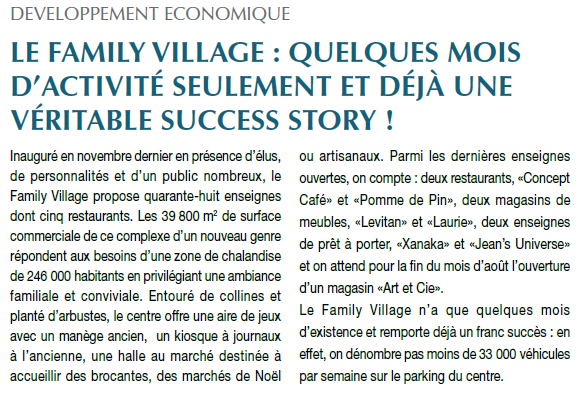 DEVELOPPEMENT ECONOMIQUE
LE FAMILY VILLAGE : QUELQUES MOIS
D'ACTIVITÉ SEULEMENT ET DÉJÀ UNE
VÉRITABLE SUCCESS STORY !
Inauguré en novembre dernier en présence d'élus,
de personnalités et d'un public nombreux, le
Family Village propose quarante-huit enseignes
dont cinq restaurants. Les 39 800 m² de surface
commerciale de ce complexe d'un nouveau genre
répondent aux besoins d'une zone de chalandise
de 246 000 habitants en privilégiant une ambiance
familiale et conviviale. Entouré de collines et
planté d'arbustes, le centre offre une aire de jeux
avec un manège ancien, un kiosque à journaux
à l'ancienne, une halle au marché destinée à
accueillir des brocantes, des marchés de Noël
ou artisanaux. Parmi les dernières enseignes
ouvertes, on compte : deux restaurants, «Concept
Café» et «Pomme de Pin», deux magasins de
meubles, «Levitan» et «Laurie», deux enseignes
de prêt à porter, «Xanaka» et «Jean's Universe»
et on attend pour la fin du mois d'août l'ouverture
d'un magasin «Art et Cie».
Le Family Village n'a que quelques mois
d'existence et remporte déjà un franc succès : en
effet, on dénombre pas moins de 33 000 véhicules
par semaine sur le parking du centre.